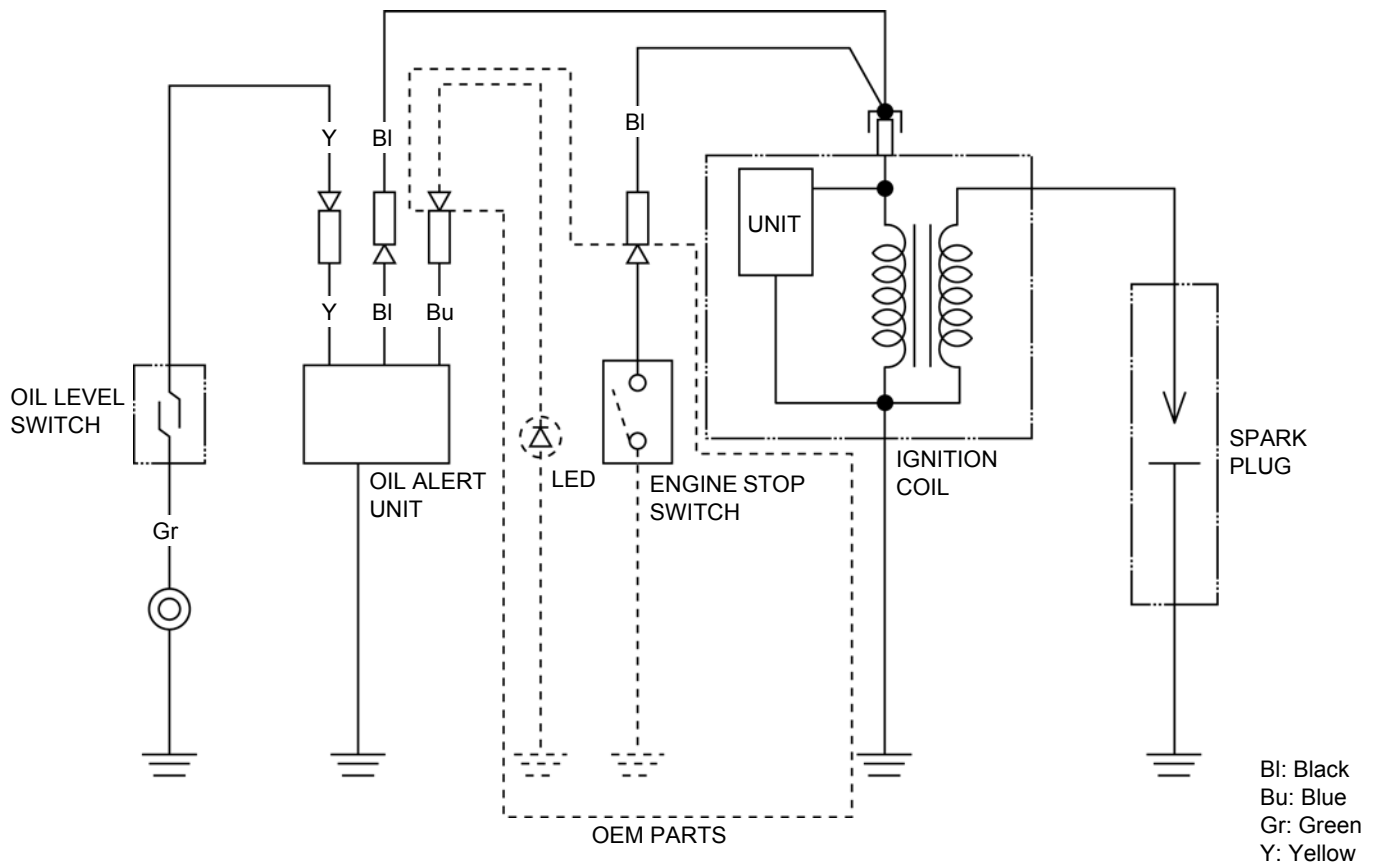 Y
Bl
Bl
UNIT
Y
Bl
Bu
OIL LEVEL
SWITCH
OIL ALERT
UNIT
LED
ENGINE STOP
SWITCH
IGNITION
COIL
SPARK
PLUG
Gr
OEM PARTS
Bl: Black
Bu: Blue
Gr: Green
Y: Yellow